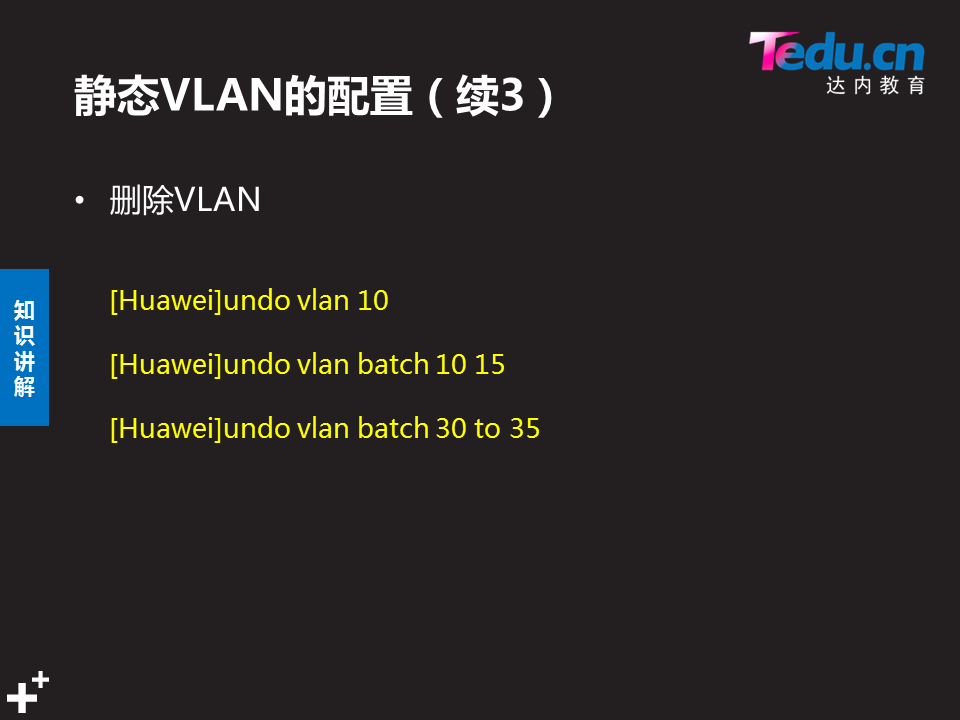 Tedu.cn
达内教育
静态VLAN的配置（续3）
• 删除VLAN
[Huawei]undo vlan 10
[Huawei]undo vlan batch 10 15
[Huawei]undo vlan batch 30 to 35
知识讲解